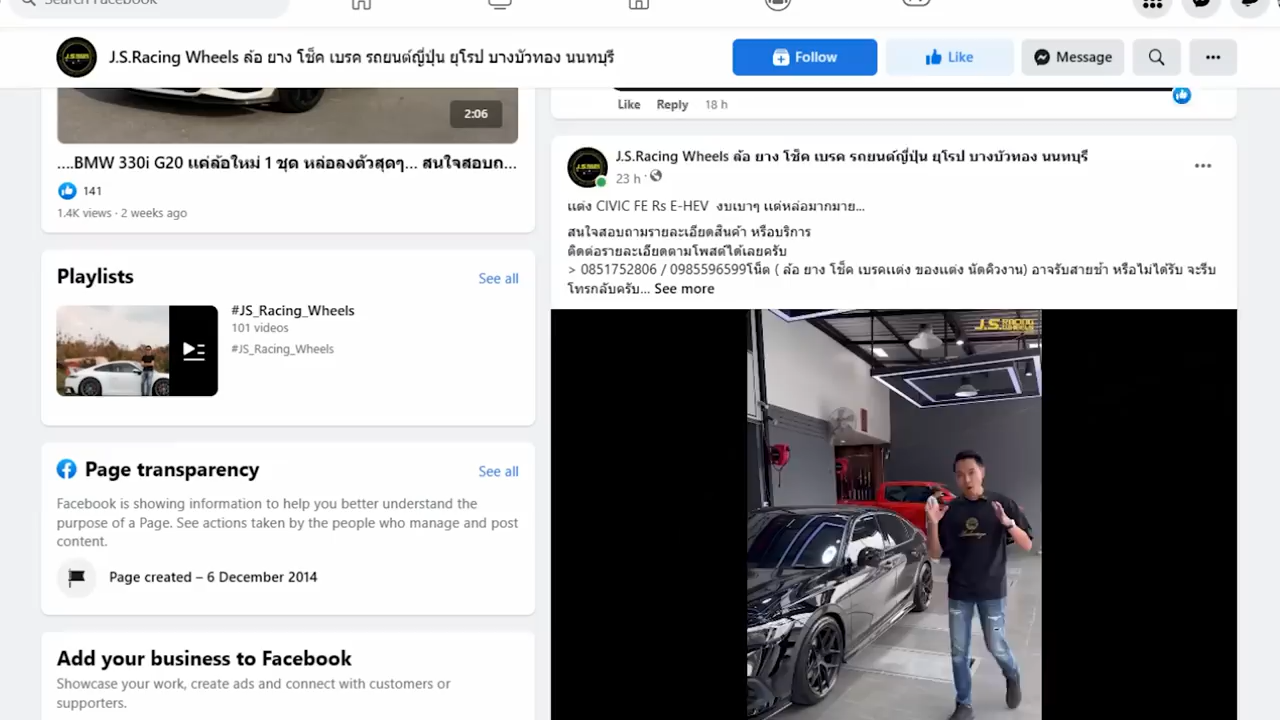 Search Facebook
J.S.Racing Wheels ล้อ ยาง โช็ค เบรค รถยนต์ญี่ปุ่น ยุโรป บางบัวทอง นนทบุรี
Follow
Like
Message
2:06
....BMW 330i G20 แค่ล้อใหม่ 1 ชุด หล่อลงตัวสุดๆ... สนใจสอบถ...
141
1.4K views · 2 weeks ago
Playlists
See all
#JS_Racing_Wheels
101 videos
#JS_Racing_Wheels
Page transparency
See all
Facebook is showing information to help you better understand the
purpose of a Page. See actions taken by the people who manage and post
content.
Page created – 6 December 2014
Add your business to Facebook
Showcase your work, create ads and connect with customers or
supporters.
Like Reply 18 h
J.S.Racing Wheels ล้อ ยาง โช็ค เบรค รถยนต์ญี่ปุ่น ยุโรป บางบัวทอง นนทบุรี
23 h ·
แต่ง CIVIC FE Rs E-HEV งบเบาๆ แต่หล่อมากมาย...
สนใจสอบถามรายละเอียดสินค้า หรือบริการ
ติดต่อรายละเอียดตามโพสต์ได้เลยครับ
> 0851752806 / 0985596599โน็ต ( ล้อ ยาง โช็ค เบรคแต่ง ของแต่ง นัดคิวงาน) อาจรับสายช้า หรือไม่ได้รับ จะรีบ
โทรกลับครับ... See more
J.S. RACING WHEELS